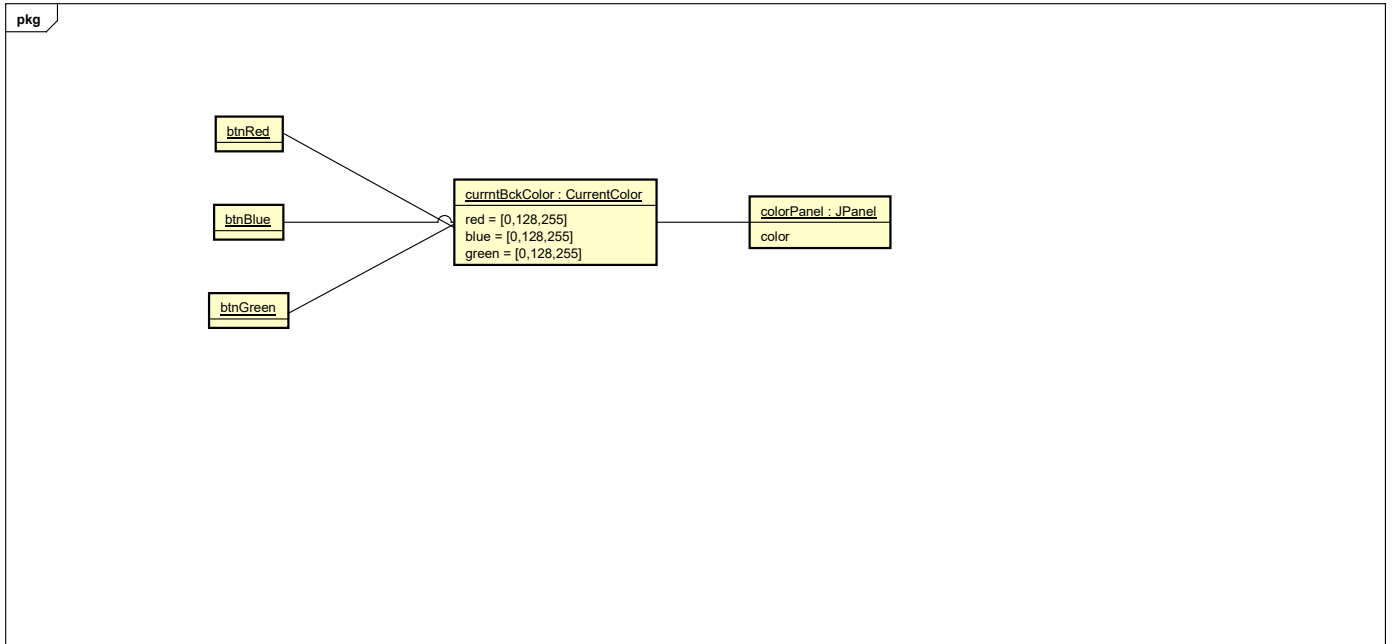 pkg
btnRed
btnBlue
btnGreen
currntBckColor : CurrentColor
red = [0,128,255]
blue = [0,128,255]
green = [0,128,255]
colorPanel : JPanel
color